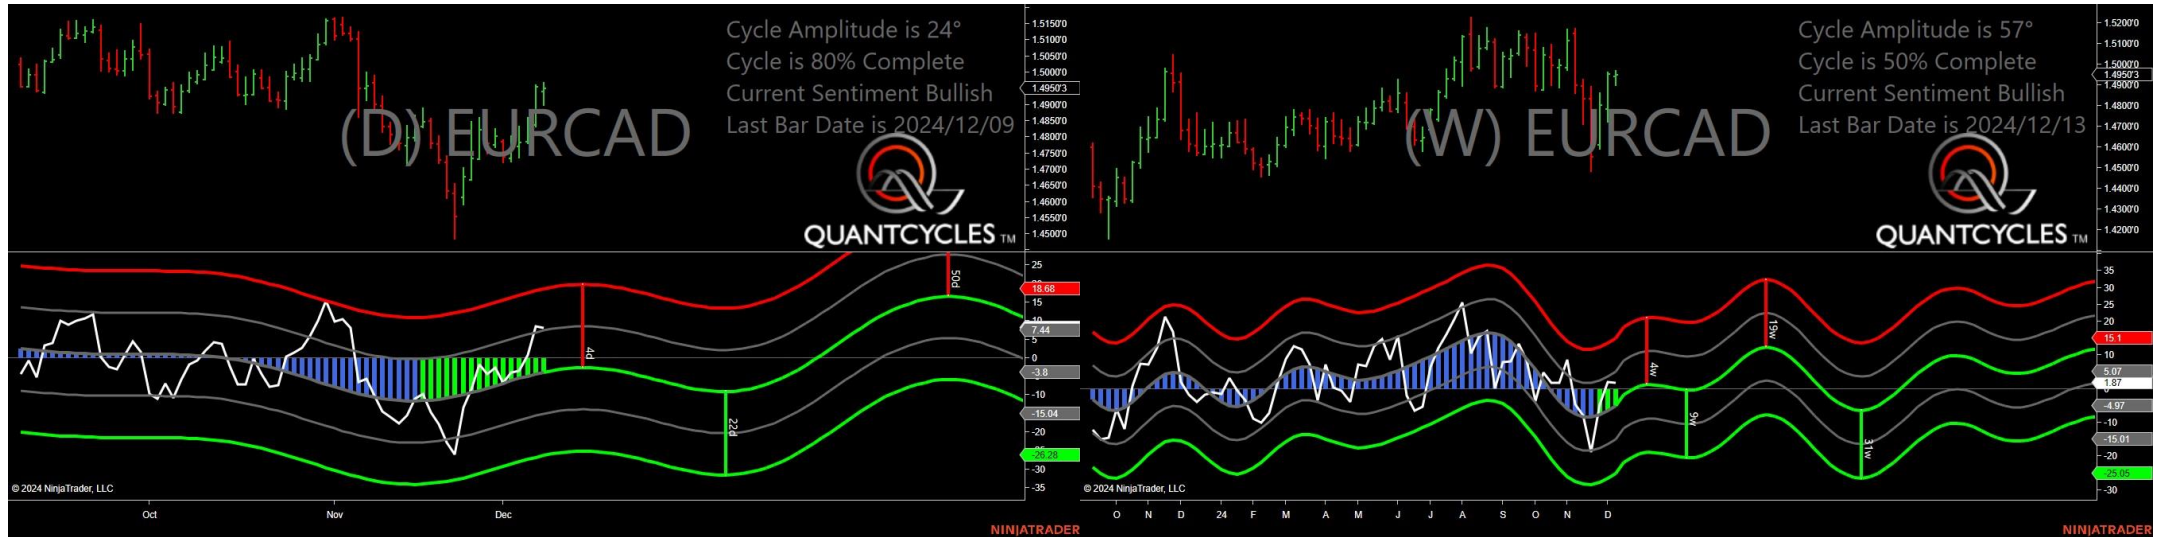 Cycle Amplitude is 24°
Cycle is 80% Complete
Current Sentiment Bullish
Last Bar Date is 2024/12/09
(D) EURCAD
QUANTCYCLES TM
1.5150'0
1.5100'0
1.5050'0
1.5000'0
1.4950'3
1.4900'0
1.4850'0
1.4800'0
1.4750'0
1.4700'0
1.4650'0
1.4600'0
1.4550'0
1.4500'0
25
18.68
15
10
7.44
5
0
-3.8
-10
-15.04
-20
-26.28
-30
-35
4d
22d
50d
© 2024 NinjaTrader, LLC
Oct
Nov
Dec
NINJATRADER
Cycle Amplitude is 57°
Cycle is 50% Complete
Current Sentiment Bullish
Last Bar Date is 2024/12/13
(W) EURCAD
QUANTCYCLES TM
1.5200'0
1.5100'0
1.5000'0
1.4950'3
1.4900'0
1.4800'0
1.4700'0
1.4600'0
1.4500'0
1.4400'0
1.4300'0
1.4200'0
35
30
25
20
15.1
10
5.07
1.87
-4.97
-10
-15.01
-20
-25.05
-30
4w
9w
19w
31w
© 2024 NinjaTrader, LLC
O N D 24 F M A M J J A S O N D
NINJATRADER